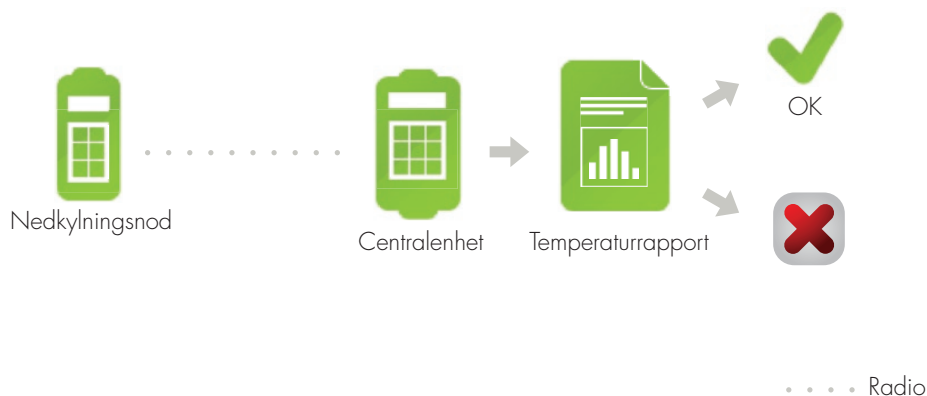 OK
Nedkylningsnod
Centralenhet
Temperaturrapport
Radio